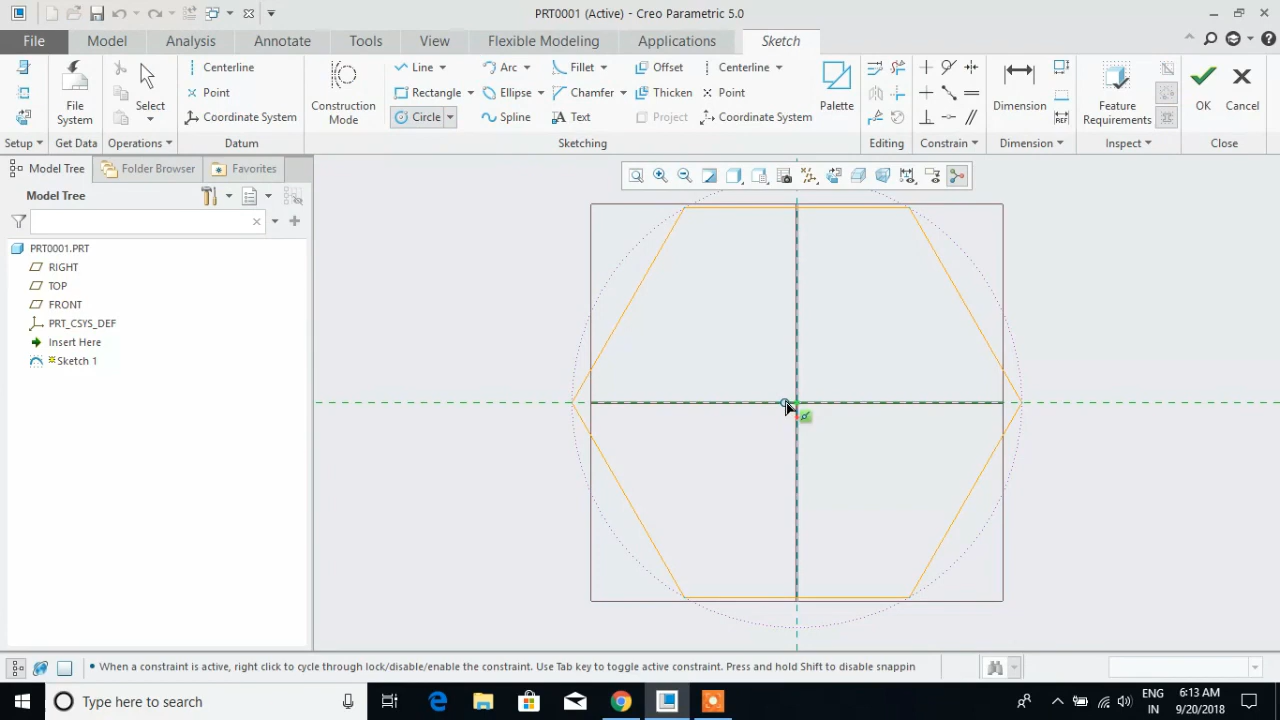 PRT0001 (Active) - Creo Parametric 5.0
File Model Analysis Annotate Tools View Flexible Modeling Applications Sketch
Centerline Line Arc Fillet Offset Centerline
Point Rectangle Ellipse Chamfer Thicken Point
File System Select Construction Mode Palette Dimension Feature Requirements OK Cancel
Coordinate System Circle Spline Text Project Coordinate System
Setup Get Data Operations Datum Sketching Editing Constrain Dimension Inspect Close
REF
Model Tree Folder Browser Favorites
Model Tree
PRT0001.PRT
RIGHT
TOP
FRONT
PRT_CSYS_DEF
Insert Here
Sketch 1
• When a constraint is active, right click to cycle through lock/disable/enable the constraint. Use Tab key to toggle active constraint. Press and hold Shift to disable snappin
Type here to search
ENG
IN
6:13 AM
9/20/2018